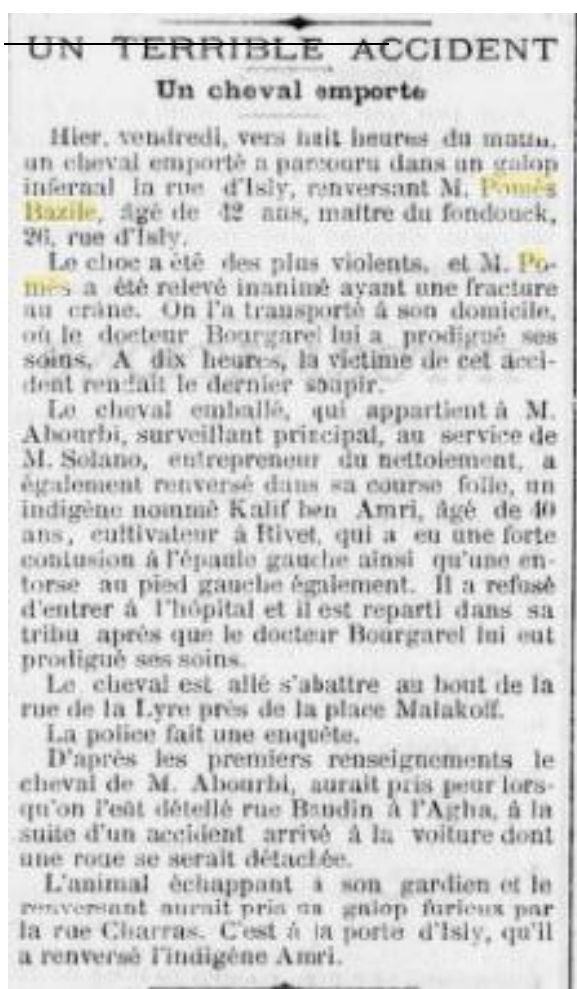 UN TERRIBLE ACCIDENT
Un cheval emporte
Hier, vendredi, vers huit heures du matin,
un cheval emporté a parcouru dans un galop
infernal la rue d'Isly, renversant M. Pomès
Bazile, âgé de 42 ans, maître du fondouck,
26, rue d'Isly.
Le choc a été des plus violents, et M. Po-
mès a été relevé inanimé ayant une fracture
au crâne. On l'a transporté à son domicile,
où le docteur Bourgarel lui a prodigué ses
soins. A dix heures, la victime de cet acci-
dent rendait le dernier soupir.
Le cheval emballé, qui appartient à M.
Abourbi, surveillant principal, au service de
M. Solano, entrepreneur du nettoiement, a
également renversé dans sa course folle, un
indigène nommé Kalif ben Amri, âgé de 40
ans, cultivateur à Rivet, qui a eu une forte
contusion à l'épaule gauche ainsi qu'une en-
torse au pied gauche également. Il a refusé
d'entrer à l'hôpital et il est reparti dans sa
tribu après que le docteur Bourgarel lui eut
prodigué ses soins.
Le cheval est allé s'abattre au bout de la
rue de la Lyre près de la place Malakoff.
La police fait une enquête.
D'après les premiers renseignements le
cheval de M. Abourbi, aurait pris peur lors-
qu'on l'eût détellé rue Baudin à l'Agha, à la
suite d'un accident arrivé à la voiture dont
une roue se serait détachée.
L'animal échappant à son gardien et le
renversant aurait pris un galop furieux par
la rue Charras. C'est à la porte d'Isly, qu'il
a renversé l'indigène Amri.